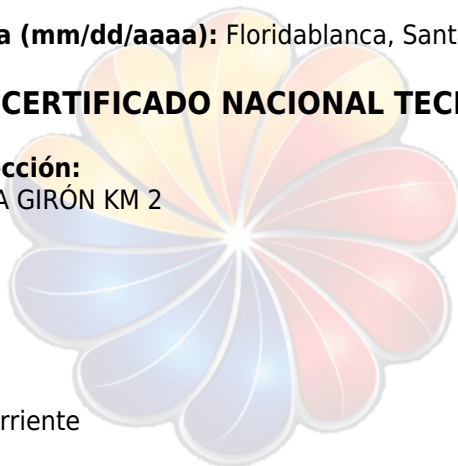 a (mm/dd/aaaa): Floridablanca, Sant
CERTIFICADO NACIONAL TEC
cción:
A GIRÓN KM 2
rriente